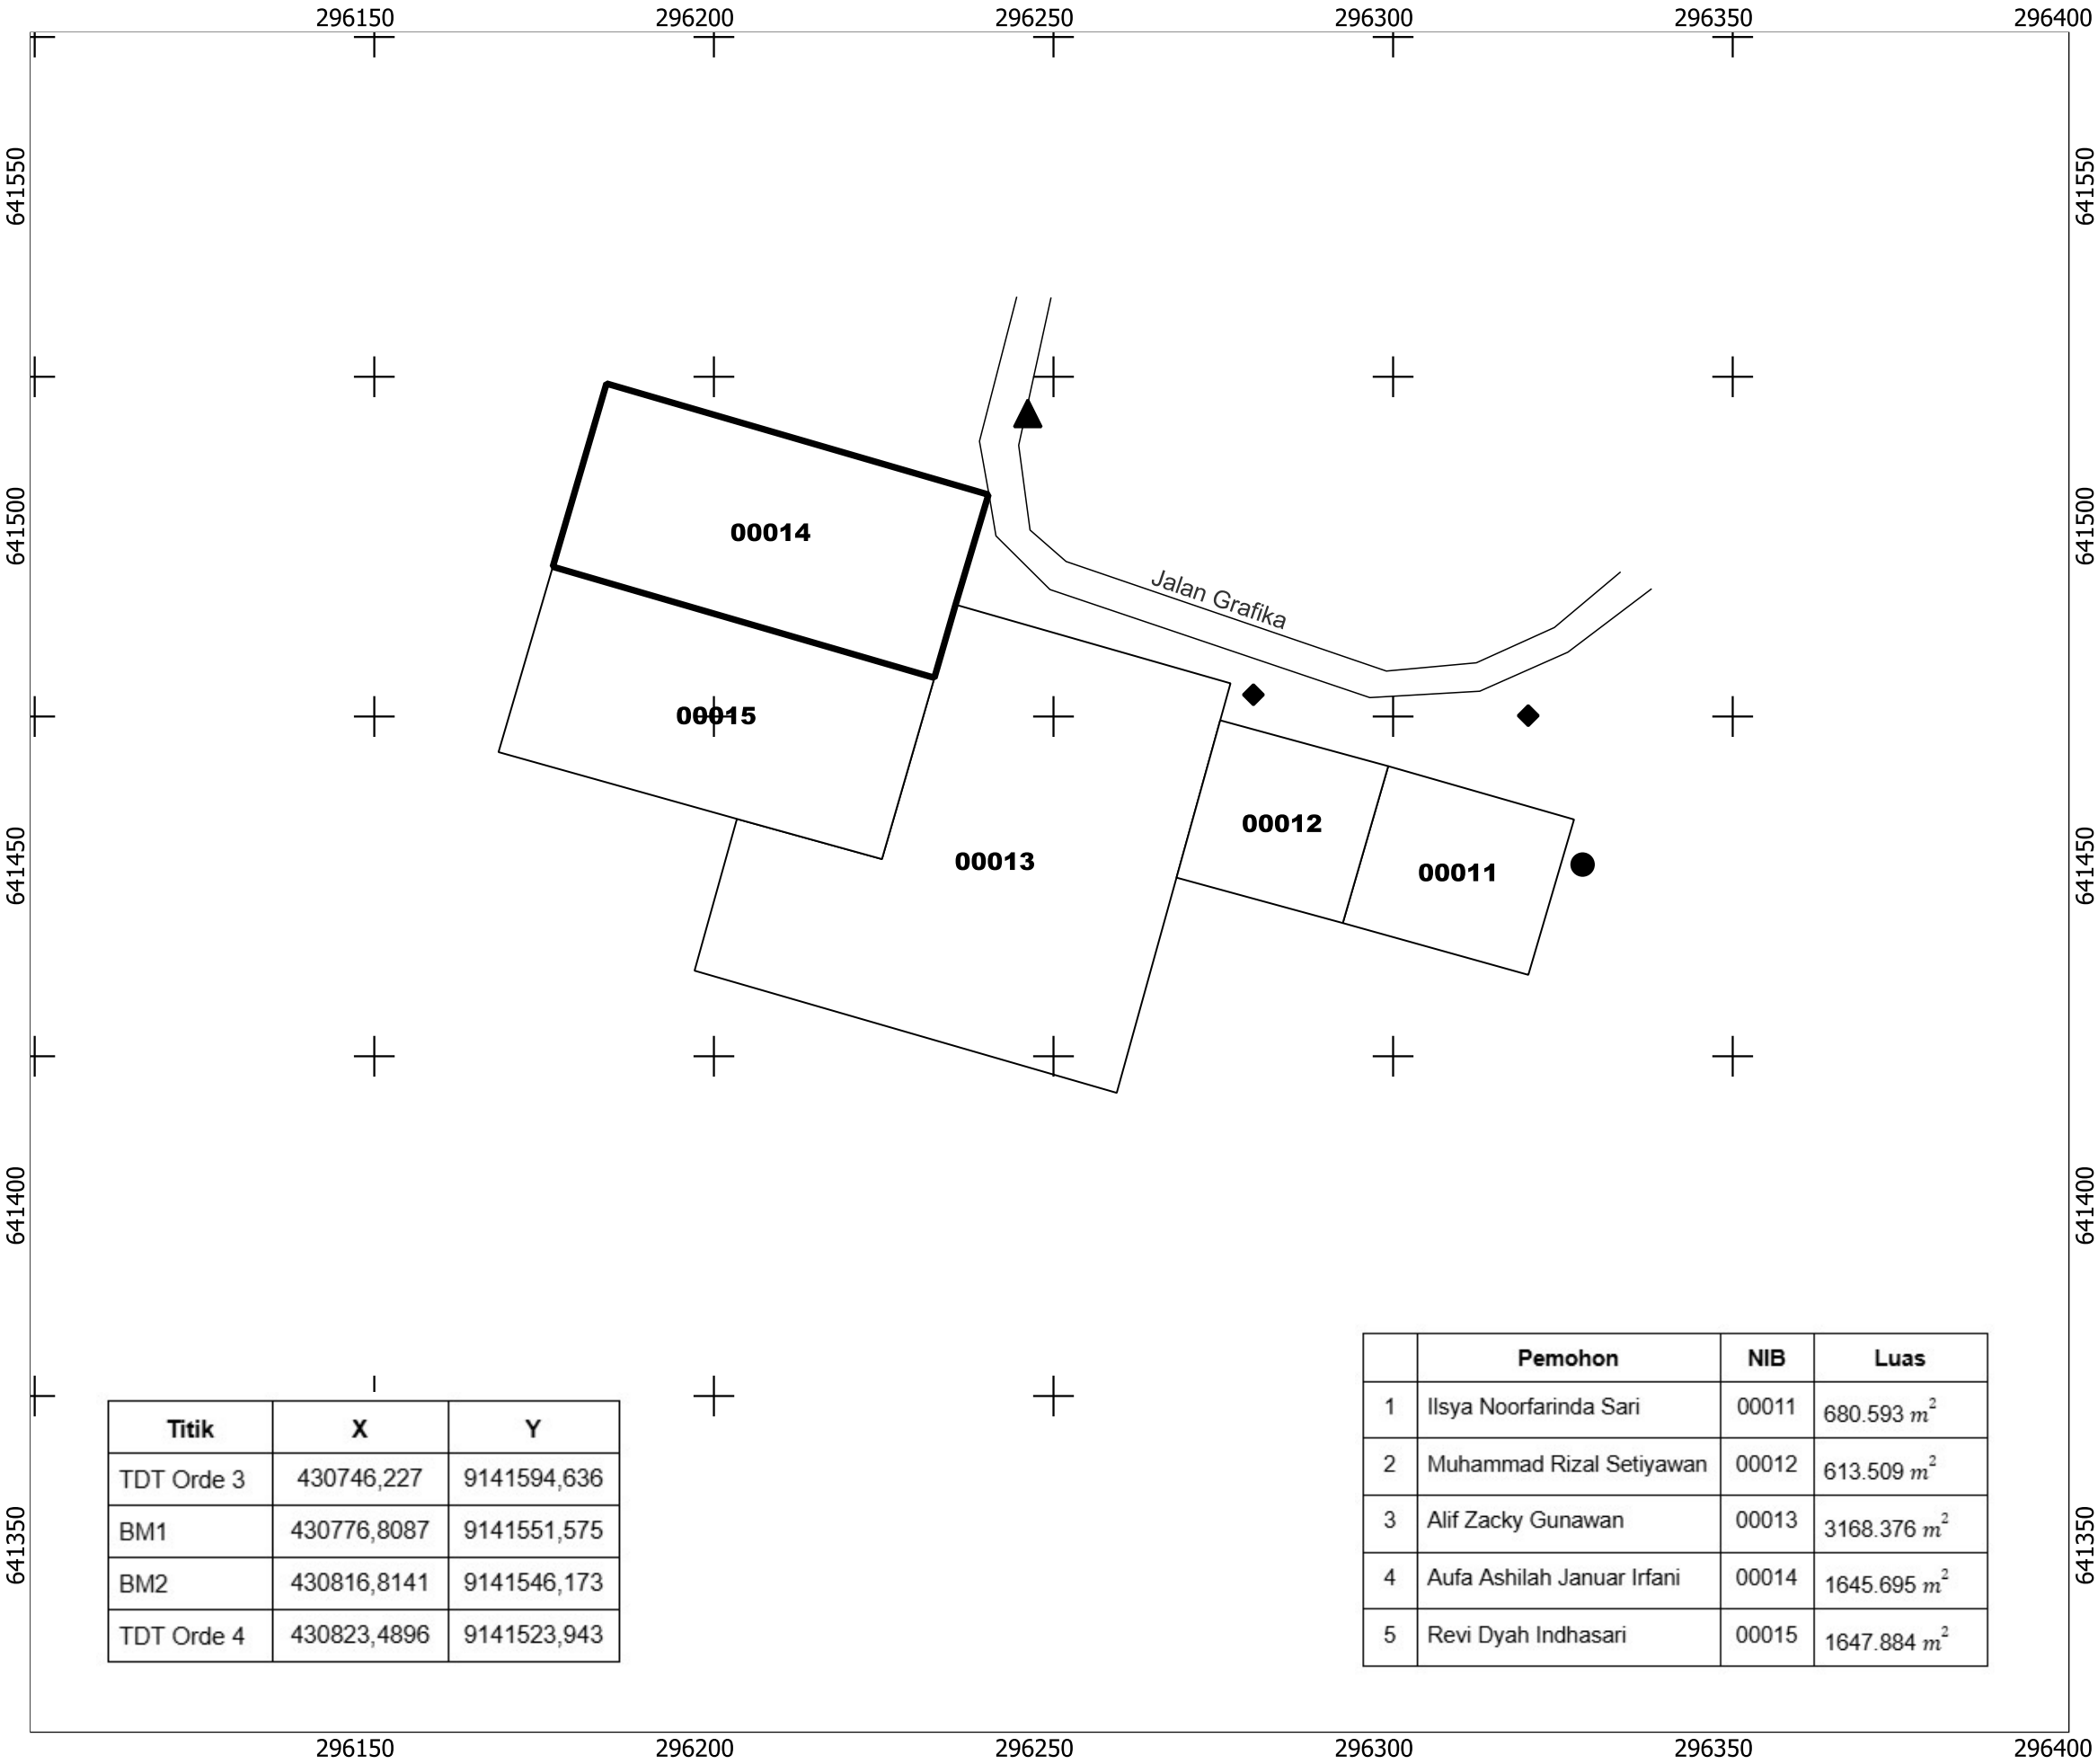 296150 296200 296250 296300 296350 296400
641550 641550
Jalan Grafika
641500 00014 641500
00015
00012
641450 00013 00011 641450
641400 641400
Pemohon NIB Luas
1 Ilsya Noorfarinda Sari 00011 680.593 m²
2 Muhammad Rizal Setiyawan 00012 613.509 m²
3 Alif Zacky Gunawan 00013 3168.376 m²
4 Aufa Ashilah Januar Irfani 00014 1645.695 m²
5 Revi Dyah Indhasari 00015 1647.884 m²
Titik X Y
TDT Orde 3 430746,227 9141594,636
BM1 430776,8087 9141551,575
BM2 430816,8141 9141546,173
TDT Orde 4 430823,4896 9141523,943
641350 641350
296150 296200 296250 296300 296350 296400